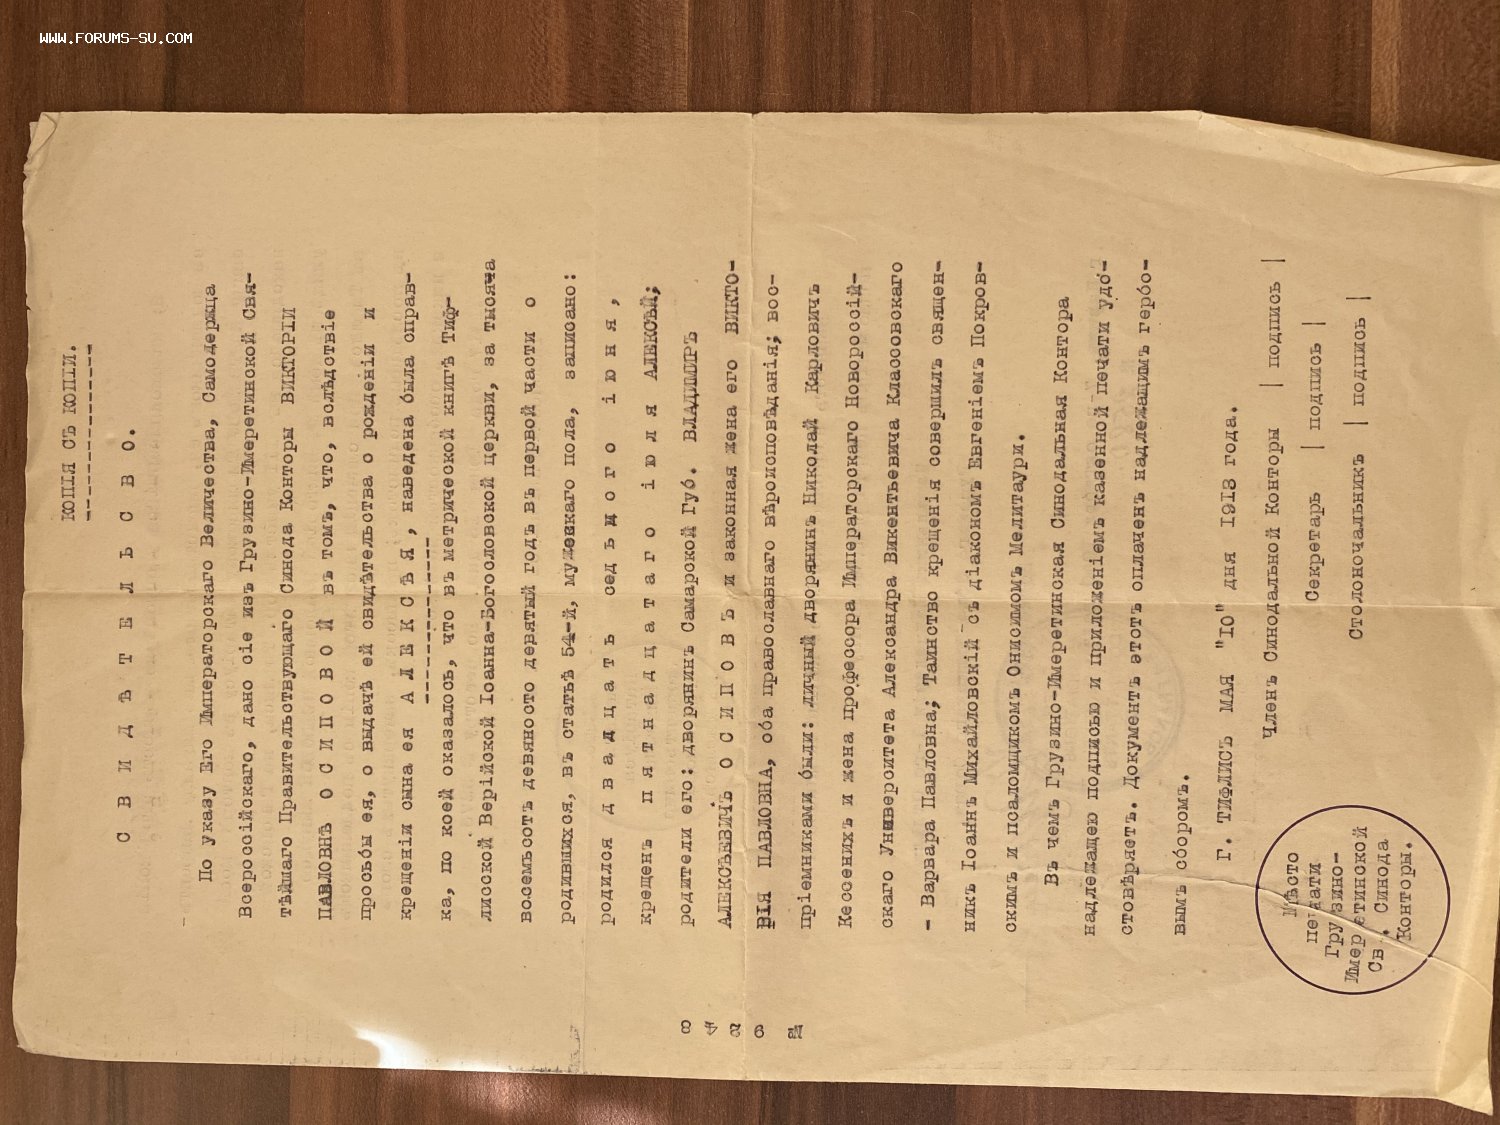 WWW.FORUMS-SU.COM
КОПІЯ СЪ КОПІИ.
С В И Д Ѣ Т Е Л Ь С Т В О.
По указу Его Императорскаго Величества, Самодержца
Всероссійскаго, дано сіе изъ Грузино-Имеретинской Свя-
тѣйшаго Правительствующаго Синода Конторы ВИКТОРІИ
ПАВЛОВНѢ О С И П О В О Й въ томъ, что, вслѣдствіе
просьбы ея, о выдачѣ ей свидѣтельства о рожденіи и
крещеніи сына ея А Л Е К С Ѣ Я, наведена была справ-
ка, по коей оказалось, что въ метрической книгѣ Тиф-
лисской Верійской Іоанна-Богословской церкви, за тысяча
восемьсотъ девяносто девятый годъ въ первой части о
родившихся, въ статьѣ 54-й, мужескаго пола, записано:
родился д в а д ц а т ь с е д ь м о г о і ю н я,
крещенъ п я т н а д ц а т а г о і ю л я АЛЕКСѢЙ;
родители его: дворянинъ Самарской Губ. ВЛАДИМИРЪ
АЛЕКСѢЕВИЧЪ О С И П О В Ъ и законная жена его ВИКТО-
РІЯ ПАВЛОВНА, оба православнаго вѣроисповѣданія; вос-
пріемниками были: личный дворянинъ Николай Карловичъ
Кессенихъ и жена профессора Императорскаго Новороссій-
скаго Университета Александра Викентьевича Классовскаго
- Варвара Павловна; Таинство крещенія совершилъ священ-
никъ Іоаннъ Михайловскій съ діакономъ Евгеніемъ Покров-
скимъ и псаломщикомъ Онисимомъ Мелитаури.
Въ чемъ Грузино-Имеретинская Синодальная Контора
надлежащею подписью и приложеніемъ казенной печати удо-
стовѣряетъ. Документъ этотъ оплаченъ надлежащимъ гербо-
вымъ сборомъ.
Г. ТИФЛИСЪ МАЯ "10" дня 1913 года.
Членъ Синодальной Конторы | подпись |
Секретарь | подпись |
Столоночальникъ | подпись |
Мѣсто
печати
Грузино-
Имеретинской
Св. Синода
Конторы.